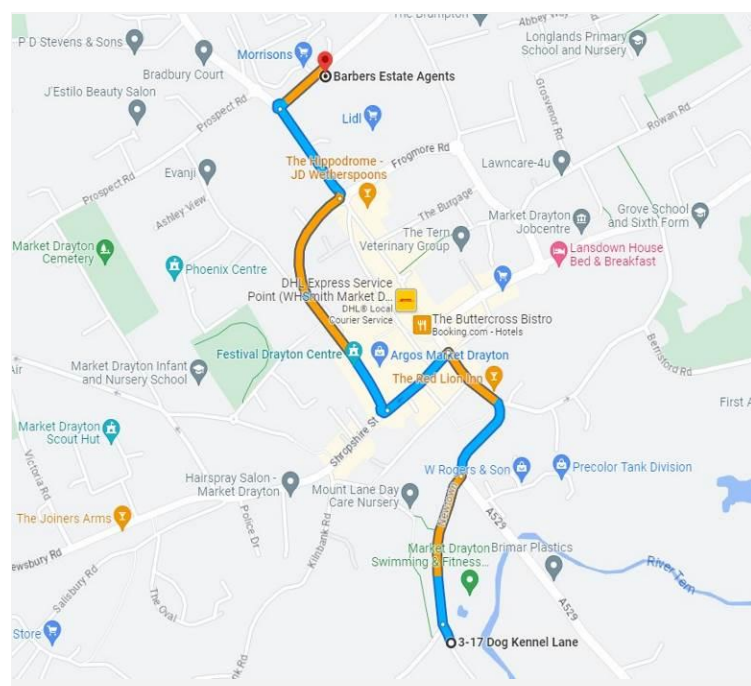 The Brampton
Abbey Way
P D Stevens & Sons
Longlands Primary
School and Nursery
Morrisons
Bradbury Court
Barbers Estate Agents
J'Estilo Beauty Salon
Prospect Rd
Grosvenor Rd
Rowan Rd
Lidl
Frogmore Rd
The Hippodrome -
JD Wetherspoons
Lawncare-4u
Evanji
Prospect Rd
Ashley View
The Burgage
Market Drayton
Jobcentre
Grove School
and Sixth Form
The Tern
Veterinary Group
Market Drayton
Cemetery
Phoenix Centre
Lansdown House
Bed & Breakfast
DHL Express Service
Point (WHSmith Market D...
DHL® Local
Courier Service
The Buttercross Bistro
Booking.com - Hotels
Festival Drayton Centre
Argos Market Drayton
Berrisford Rd
Market Drayton Infant
and Nursery School
The Red Lion Inn
First A
Market Drayton
Scout Hut
Shropshire St
Victoria Rd
W Rogers & Son
Precolor Tank Division
Hairspray Salon -
Market Drayton
Mount Lane Day
Care Nursery
Newtown
The Joiners Arms
Police Dr
Kilnbank Rd
A529
ewsbury Rd
Market Drayton
Swimming & Fitness...
Brimar Plastics
River Tern
Salisbury Rd
The Oval
A529
Store
nk Rd
3-17 Dog Kennel Lane